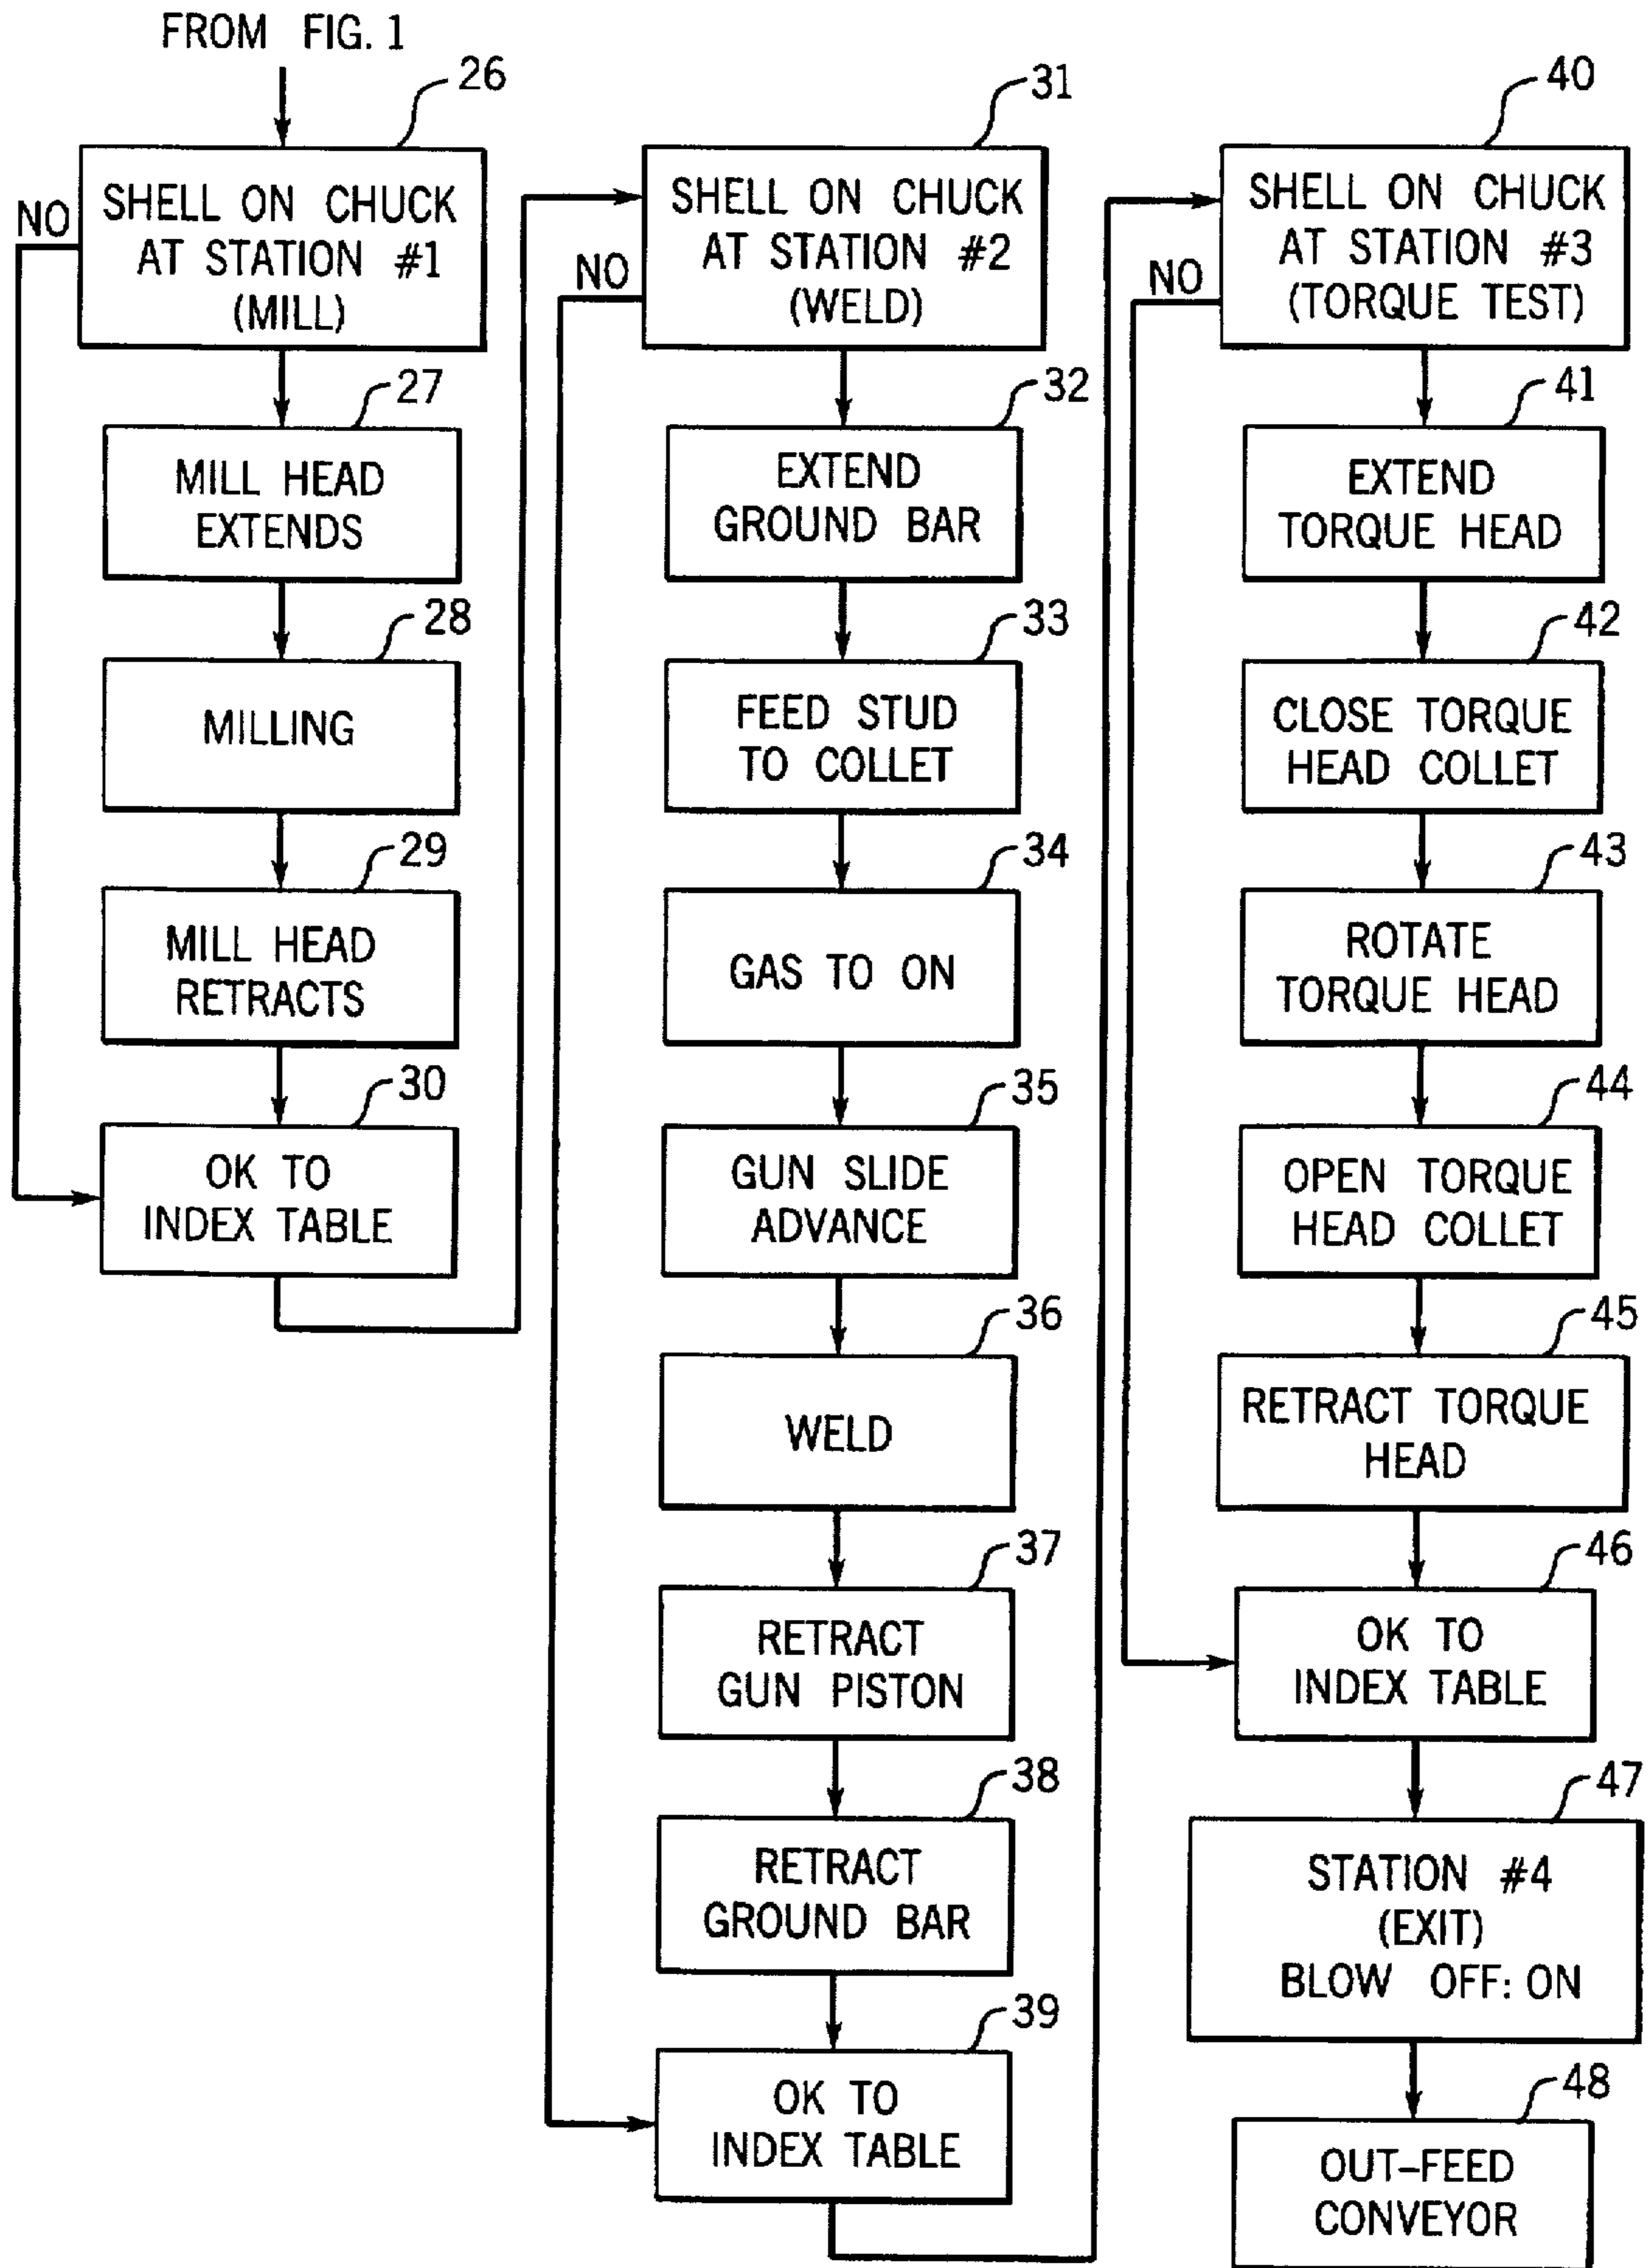 FROM FIG. 1
26
SHELL ON CHUCK
AT STATION #1
(MILL)
NO
27
MILL HEAD
EXTENDS
28
MILLING
29
MILL HEAD
RETRACTS
30
OK TO
INDEX TABLE
31
SHELL ON CHUCK
AT STATION #2
(WELD)
NO
32
EXTEND
GROUND BAR
33
FEED STUD
TO COLLET
34
GAS TO ON
35
GUN SLIDE
ADVANCE
36
WELD
37
RETRACT
GUN PISTON
38
RETRACT
GROUND BAR
39
OK TO
INDEX TABLE
40
SHELL ON CHUCK
AT STATION #3
(TORQUE TEST)
NO
41
EXTEND
TORQUE HEAD
42
CLOSE TORQUE
HEAD COLLET
43
ROTATE
TORQUE HEAD
44
OPEN TORQUE
HEAD COLLET
45
RETRACT TORQUE
HEAD
46
OK TO
INDEX TABLE
47
STATION #4
(EXIT)
BLOW OFF: ON
48
OUT-FEED
CONVEYOR